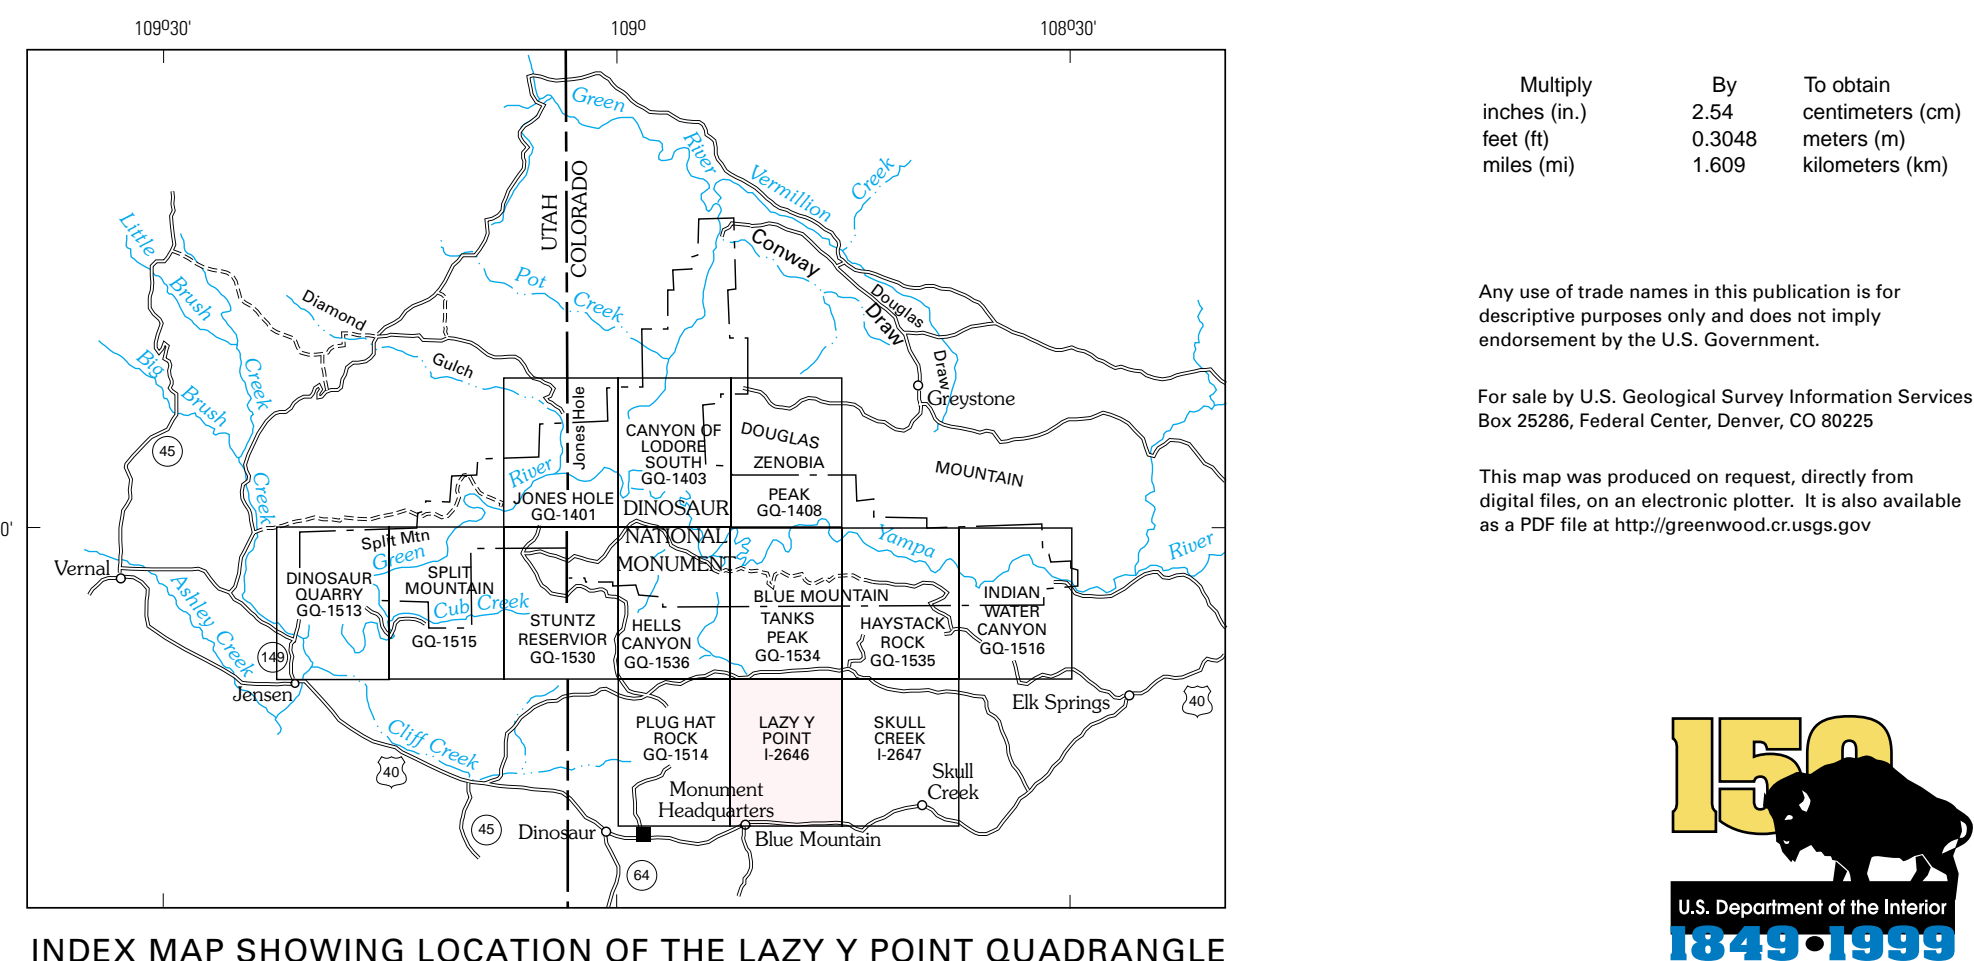 109º30'
109º
108º30'
Green
River
Vermillion
Creek
UTAH
COLORADO
Little
Brush
Creek
Conway
Draw
Pot
Creek
Diamond
Gulch
Douglas
Draw
Big
Brush
Creek
Jones Hole
Greystone
45
River
CANYON OF
LODORE
SOUTH
GQ-1403
DOUGLAS
ZENOBIA
PEAK
GQ-1408
MOUNTAIN
JONES HOLE
GQ-1401
DINOSAUR
NATIONAL
MONUMENT
0'
Split Mtn
Green
Yampa
River
Vernal
Ashley Creek
DINOSAUR
QUARRY
GQ-1513
SPLIT
MOUNTAIN
GQ-1515
Cub Creek
STUNTZ
RESERVIOR
GQ-1530
HELLS
CANYON
GQ-1536
BLUE MOUNTAIN
TANKS
PEAK
GQ-1534
HAYSTACK
ROCK
GQ-1535
INDIAN
WATER
CANYON
GQ-1516
149
Jensen
Elk Springs
40
Cliff Creek
40
PLUG HAT
ROCK
GQ-1514
LAZY Y
POINT
I-2646
SKULL
CREEK
I-2647
Skull
Creek
Monument
Headquarters
45
Dinosaur
Blue Mountain
64
INDEX MAP SHOWING LOCATION OF THE LAZY Y POINT QUADRANGLE
Multiply By To obtain
inches (in.) 2.54 centimeters (cm)
feet (ft) 0.3048 meters (m)
miles (mi) 1.609 kilometers (km)
Any use of trade names in this publication is for
descriptive purposes only and does not imply
endorsement by the U.S. Government.
For sale by U.S. Geological Survey Information Services
Box 25286, Federal Center, Denver, CO 80225
This map was produced on request, directly from
digital files, on an electronic plotter. It is also available
as a PDF file at http://greenwood.cr.usgs.gov
150
U.S. Department of the Interior
1849•1999